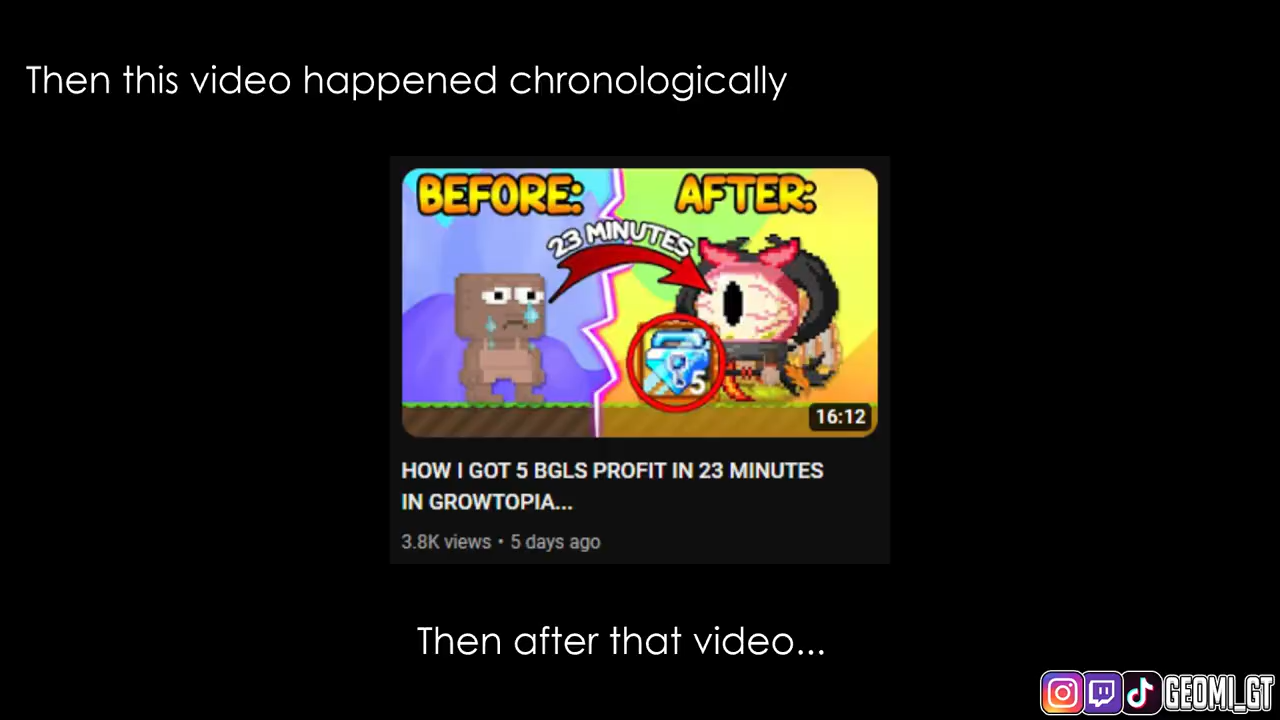 Then this video happened chronologically
BEFORE:
AFTER:
23 MINUTES
5
16:12
HOW I GOT 5 BGLS PROFIT IN 23 MINUTES
IN GROWTOPIA...
3.8K views • 5 days ago
Then after that video...
GEOMI_GT